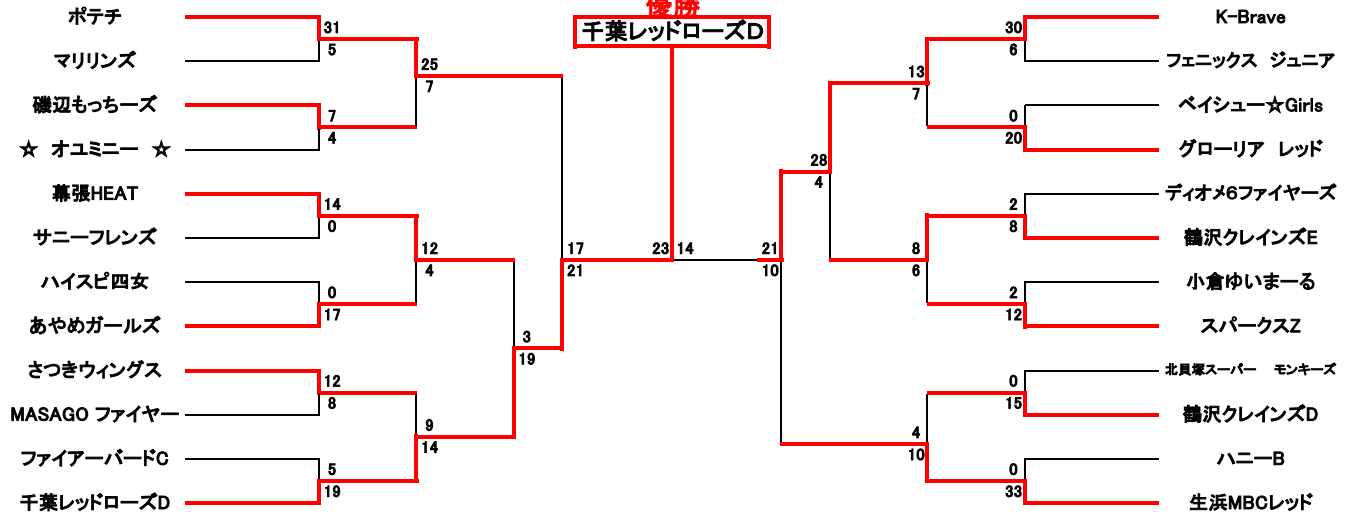 優勝
千葉レッドローズD
ポテチ
31
5
マリリンズ
25
7
磯辺もっちーズ
7
4
☆ オユミニー ☆
幕張HEAT
14
0
サニーフレンズ
12
4
ハイスピ四女
0
17
あやめガールズ
17
21
3
19
さつきウィングス
12
8
MASAGO ファイヤー
9
14
ファイアーバードC
5
19
千葉レッドローズD
23
14
K-Brave
30
6
フェニックス ジュニア
13
7
ベイシュー☆Girls
0
20
グローリア レッド
28
4
ディオメ6ファイヤーズ
2
8
鶴沢クレインズE
8
6
小倉ゆいまーる
2
12
スパークスZ
21
10
北貝塚スーパー モンキーズ
0
15
鶴沢クレインズD
4
10
ハニーB
0
33
生浜MBCレッド